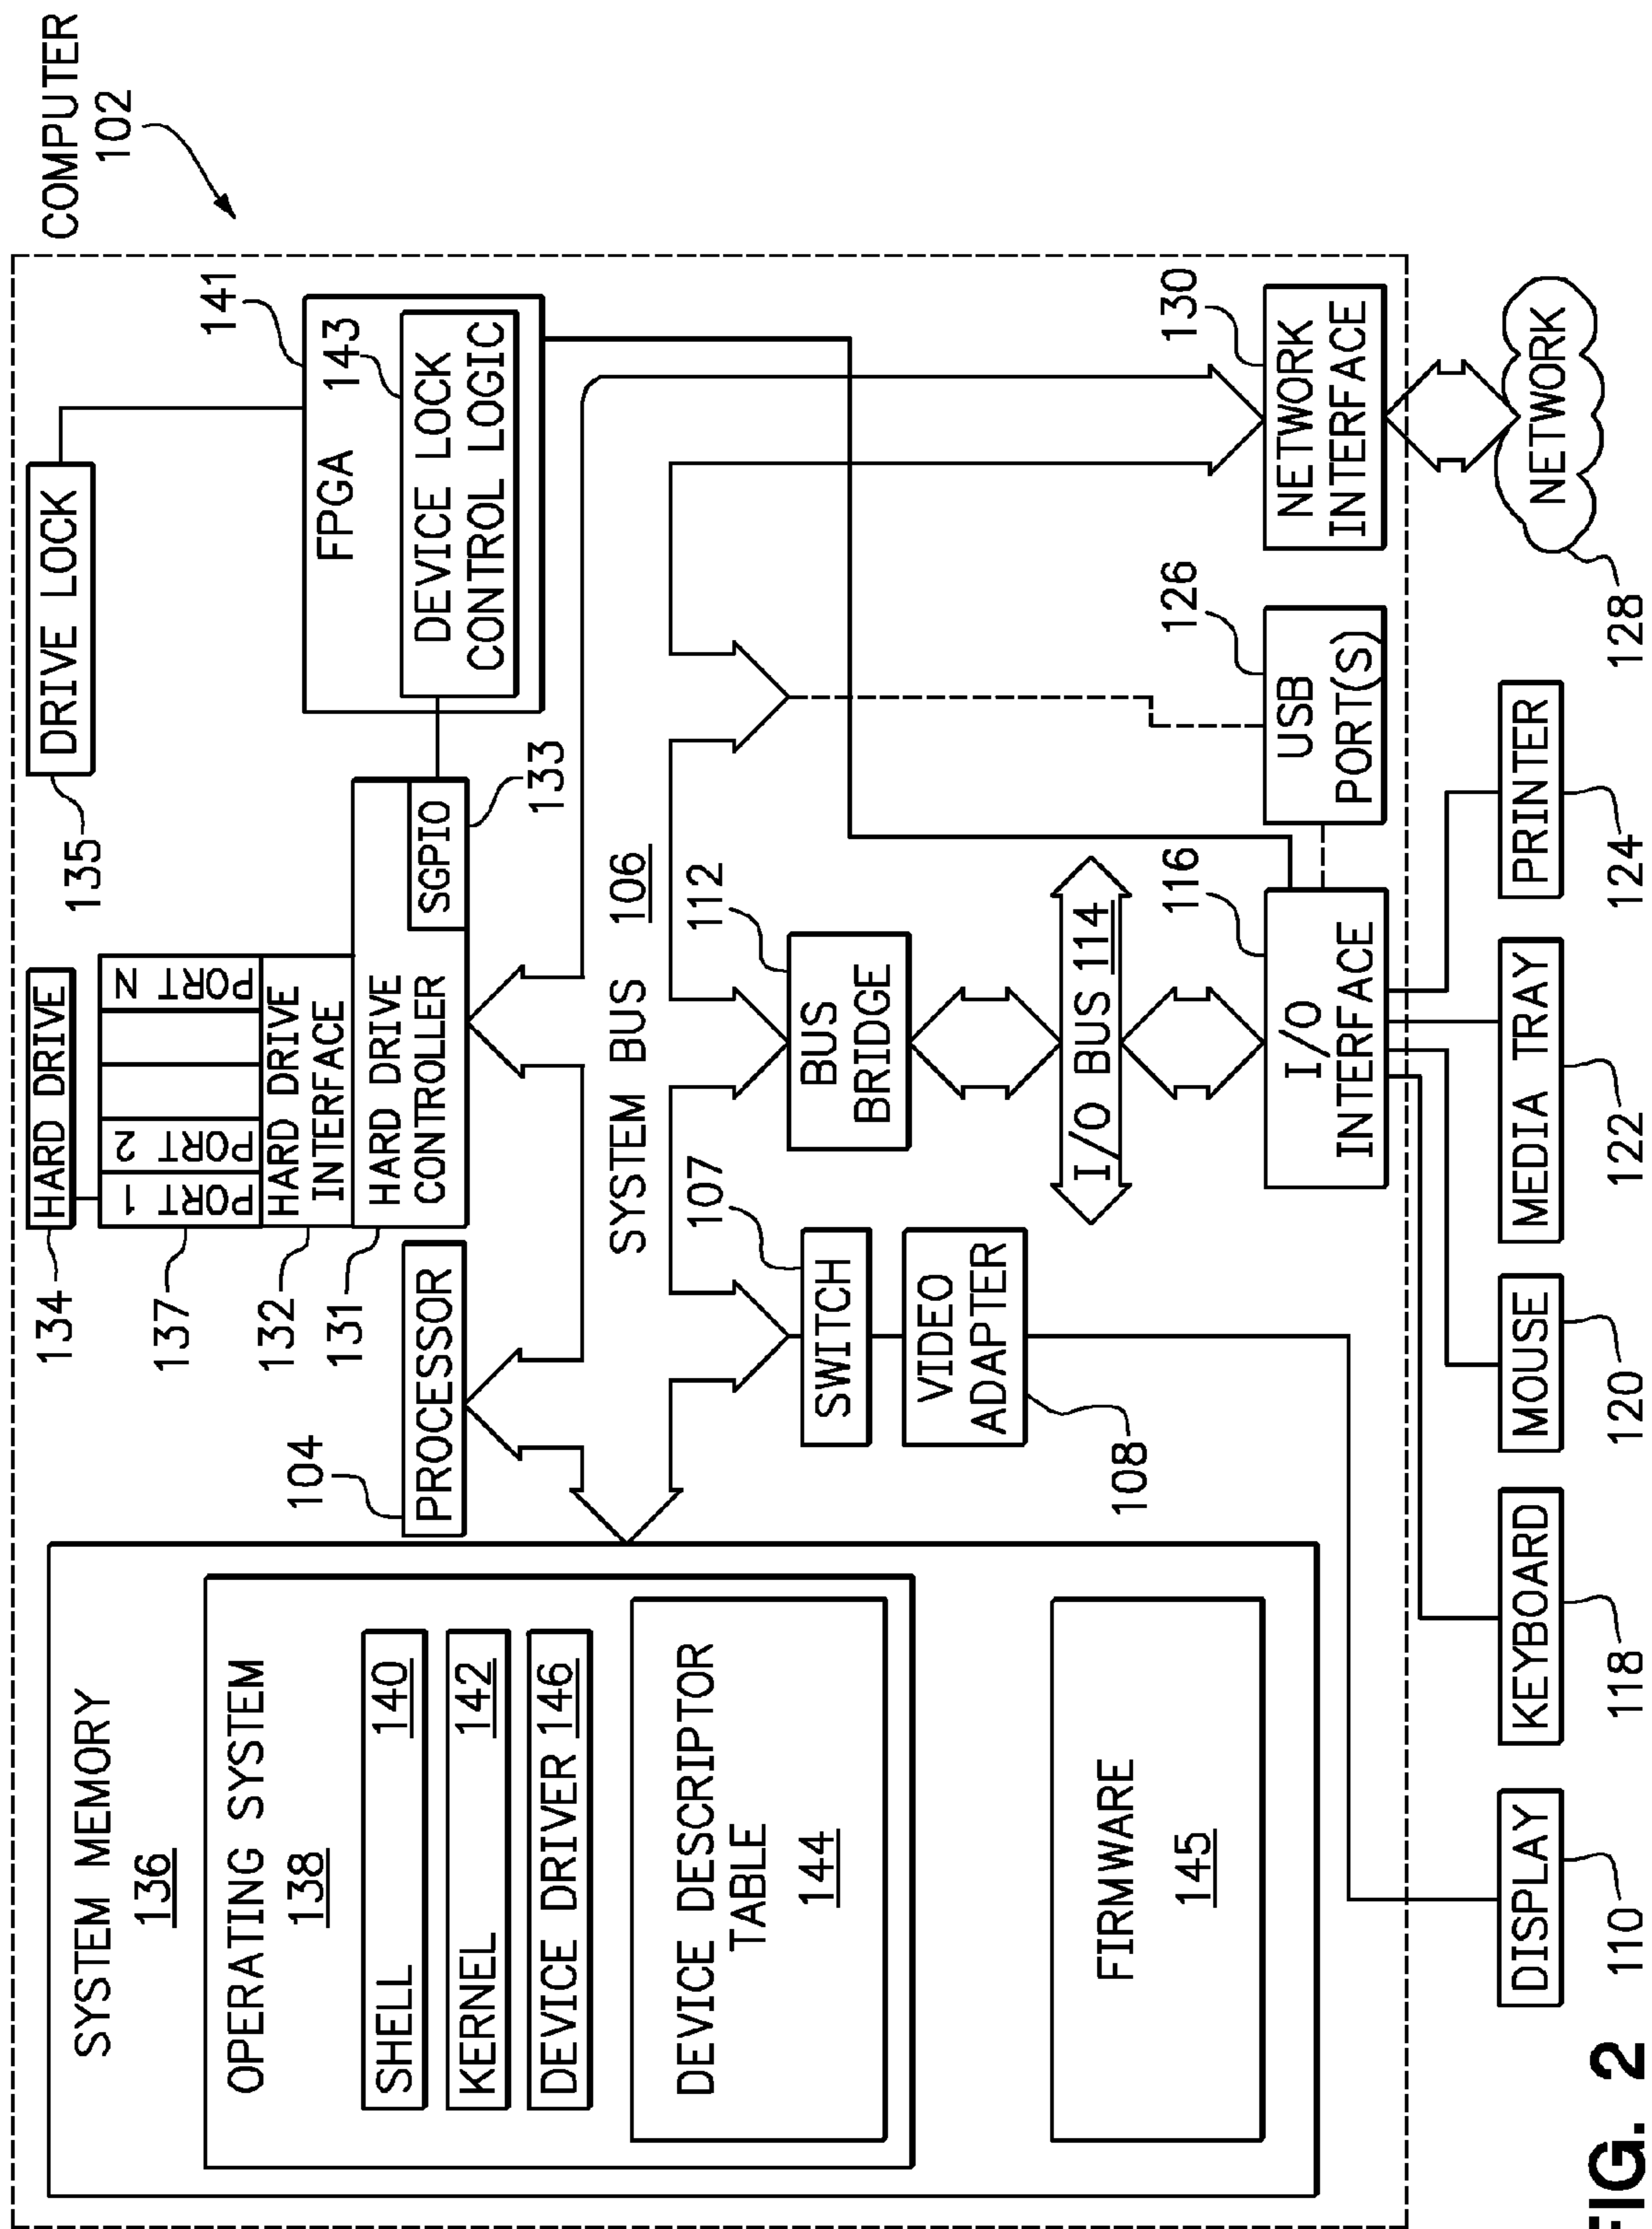 COMPUTER
102
SYSTEM MEMORY
136
OPERATING SYSTEM
138
SHELL 140
KERNEL 142
DEVICE DRIVER 146
DEVICE DESCRIPTOR
TABLE
144
FIRMWARE
145
104
PROCESSOR
134
HARD DRIVE
137
PORT 1
PORT 2
PORT N
132
HARD DRIVE
INTERFACE
131
HARD DRIVE
CONTROLLER
SGPIO
133
135
DRIVE LOCK
141
FPGA
143
DEVICE LOCK
CONTROL LOGIC
SYSTEM BUS 106
107
SWITCH
VIDEO
ADAPTER
108
112
BUS
BRIDGE
I/O BUS 114
116
I/O
INTERFACE
126
USB
PORT(S)
130
NETWORK
INTERFACE
DISPLAY
110
KEYBOARD
118
MOUSE
120
MEDIA TRAY
122
PRINTER
124
NETWORK
128
FIG. 2